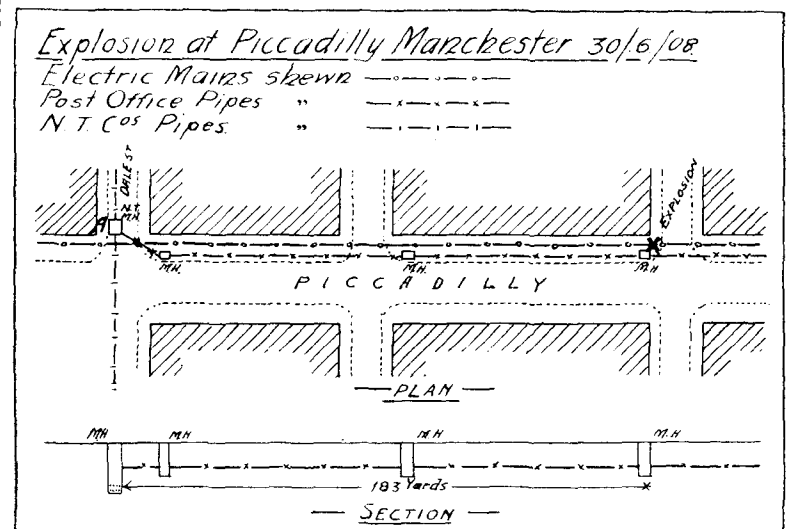 Explosion at Piccadilly Manchester 30/6/08.
Electric Mains shewn
Post Office Pipes "
N.T. Cos Pipes. "
DALE ST
N.T.
M.H.
A
EXPLOSION
M.H.
M.H.
M.H
PICCADILLY
PLAN
MH
M.H
M.H
M.H
183 Yards
SECTION